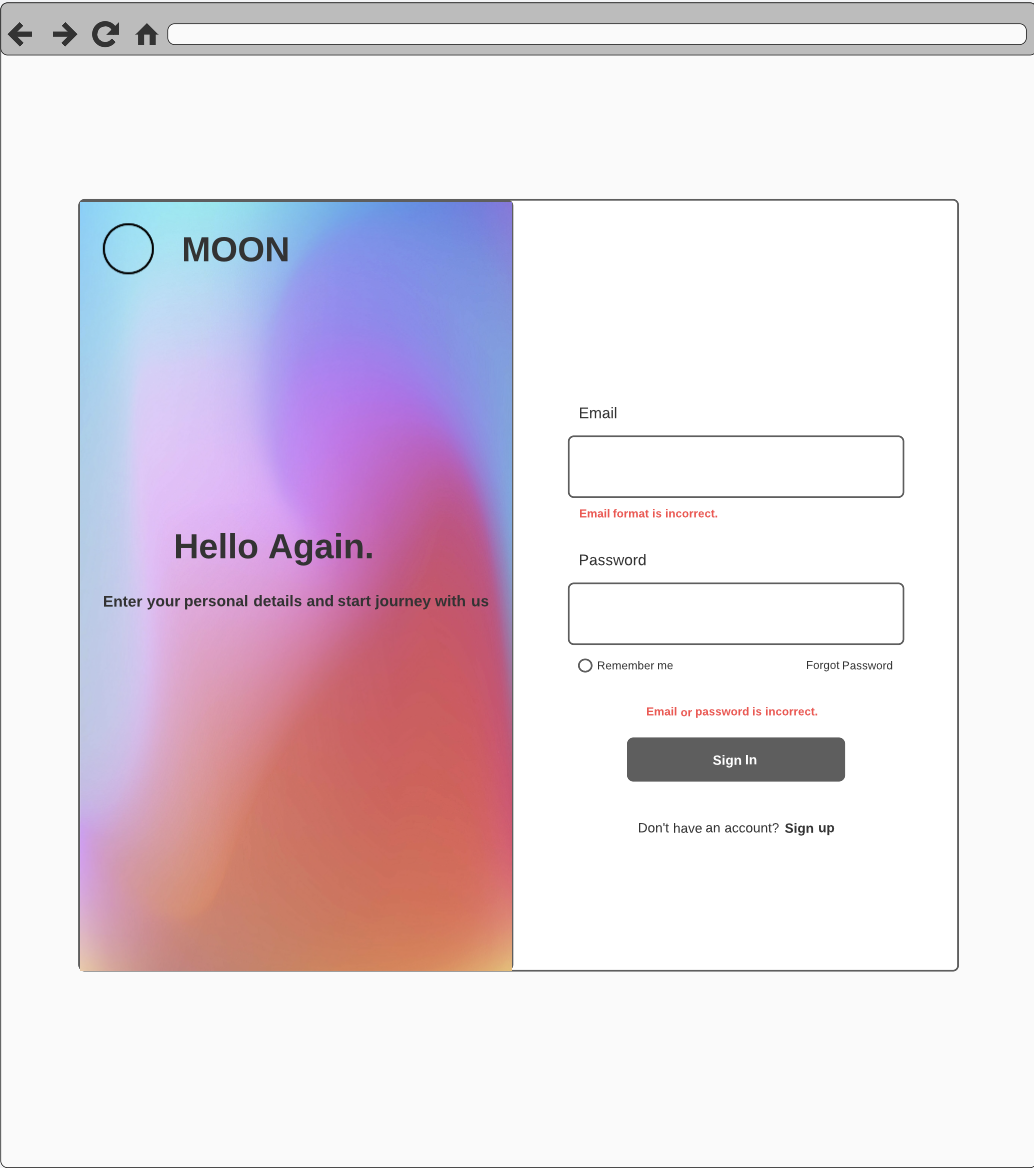 MOON
Hello Again.
Enter your personal details and start journey with us
Email
Email format is incorrect.
Password
Remember me
Forgot Password
Email or password is incorrect.
Sign In
Don't have an account? Sign up